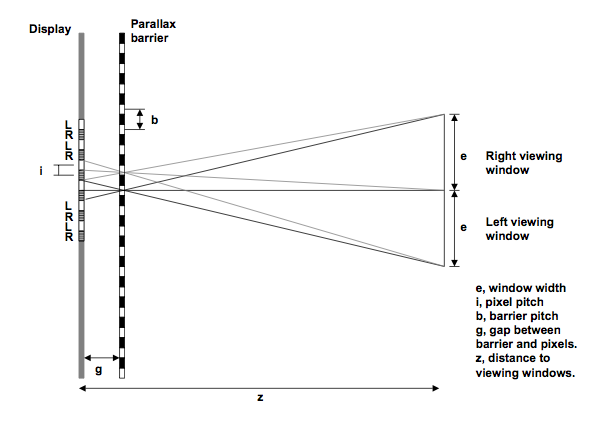 Display
Parallax
barrier
b
L
R
L
R
i
L
R
L
R
e
Right viewing
window
e
Left viewing
window
e, window width
i, pixel pitch
b, barrier pitch
g, gap between
barrier and pixels.
z, distance to
viewing windows.
g
z